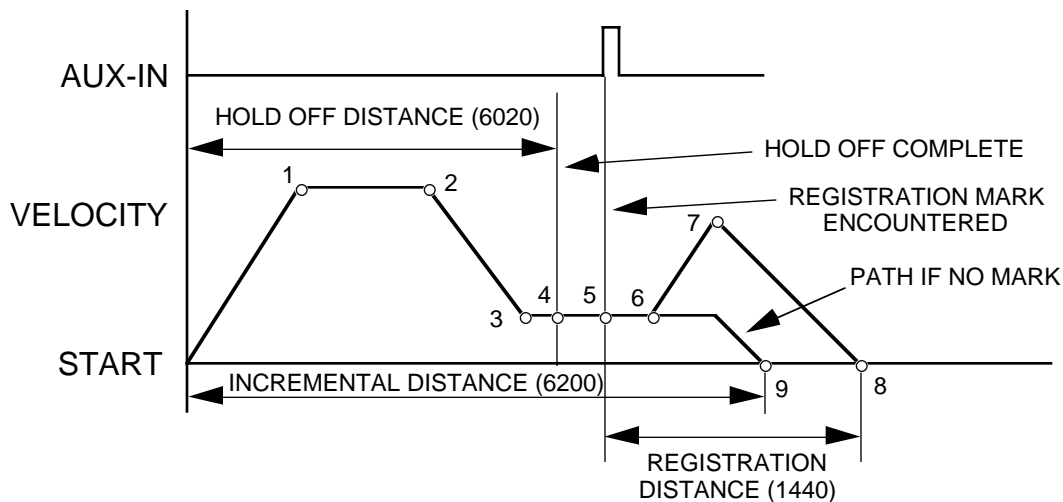 AUX-IN
HOLD OFF DISTANCE (6020)
HOLD OFF COMPLETE
1
2
VELOCITY
REGISTRATION MARK
ENCOUNTERED
7
PATH IF NO MARK
3
4
5
6
START
INCREMENTAL DISTANCE (6200)
9
8
REGISTRATION
DISTANCE (1440)